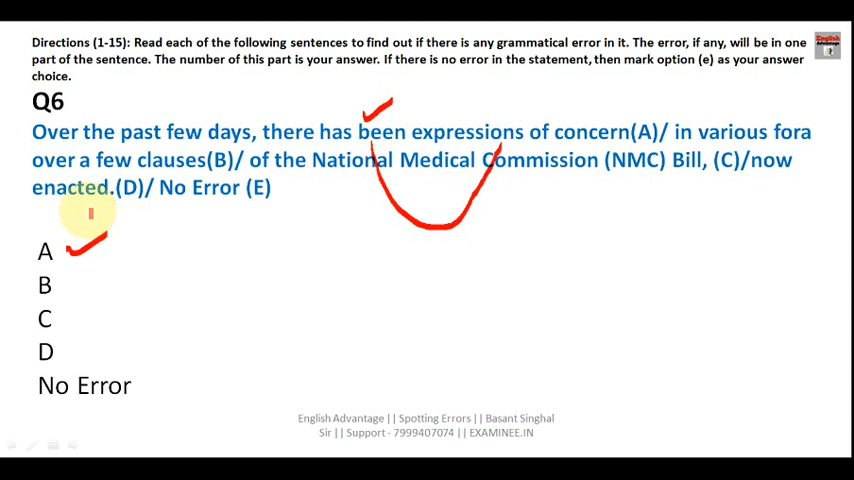 Directions (1-15): Read each of the following sentences to find out if there is any grammatical error in it. The error, if any, will be in one
part of the sentence. The number of this part is your answer. If there is no error in the statement, then mark option (e) as your answer
choice.
English
Advantage
Q6
Over the past few days, there has been expressions of concern(A)/ in various fora
over a few clauses(B)/ of the National Medical Commission (NMC) Bill, (C)/now
enacted.(D)/ No Error (E)
A
B
C
D
No Error
English Advantage || Spotting Errors || Basant Singhal
Sir || Support - 7999407074 || EXAMINEE.IN